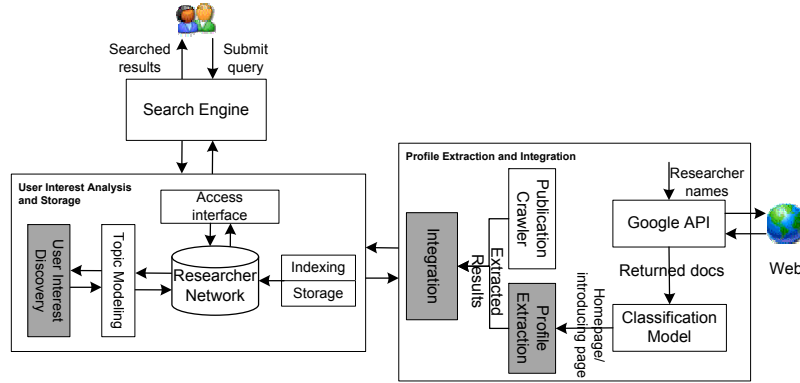 Searched
results
Submit
query
Search Engine
User Interest Analysis
and Storage
Access
interface
User Interest
Discovery
Topic Modeling
Researcher
Network
Indexing
Storage
Profile Extraction and Integration
Integration
Extracted
Results
Publication
Crawler
Profile
Extraction
Homepage/
introducing page
Researcher
names
Google API
Web
Returned docs
Classification
Model